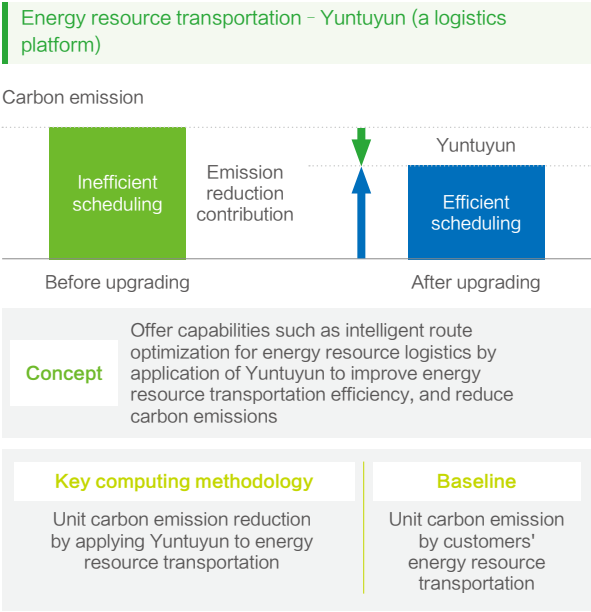 Energy resource transportation – Yuntuyun (a logistics
platform)
Carbon emission
Inefficient
scheduling
Emission
reduction
contribution
Yuntuyun
Efficient
scheduling
Before upgrading
After upgrading
Concept
Offer capabilities such as intelligent route
optimization for energy resource logistics by
application of Yuntuyun to improve energy
resource transportation efficiency, and reduce
carbon emissions
Key computing methodology
Unit carbon emission reduction
by applying Yuntuyun to energy
resource transportation
Baseline
Unit carbon emission
by customers'
energy resource
transportation